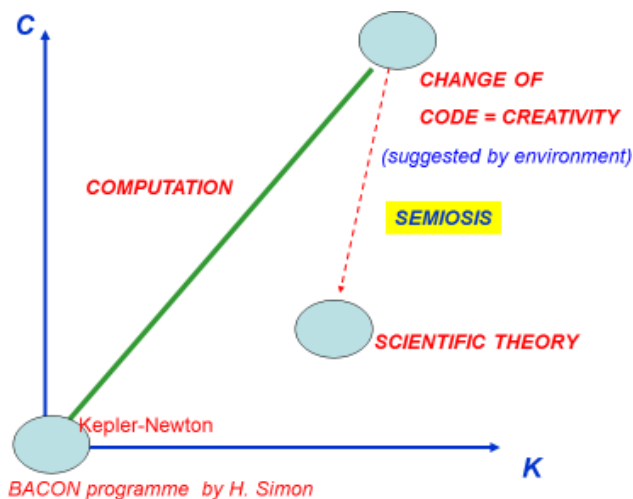 C
CHANGE OF
CODE = CREATIVITY
(suggested by environment)
COMPUTATION
SEMIOSIS
SCIENTIFIC THEORY
Kepler-Newton
K
BACON programme by H. Simon